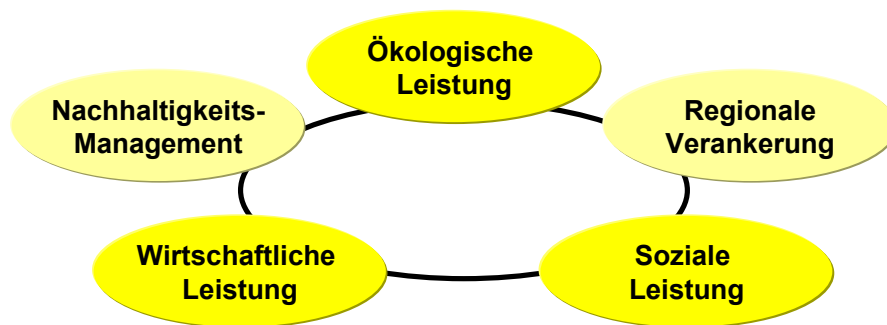 Ökologische
Leistung
Nachhaltigkeits-
Management
Regionale
Verankerung
Wirtschaftliche
Leistung
Soziale
Leistung